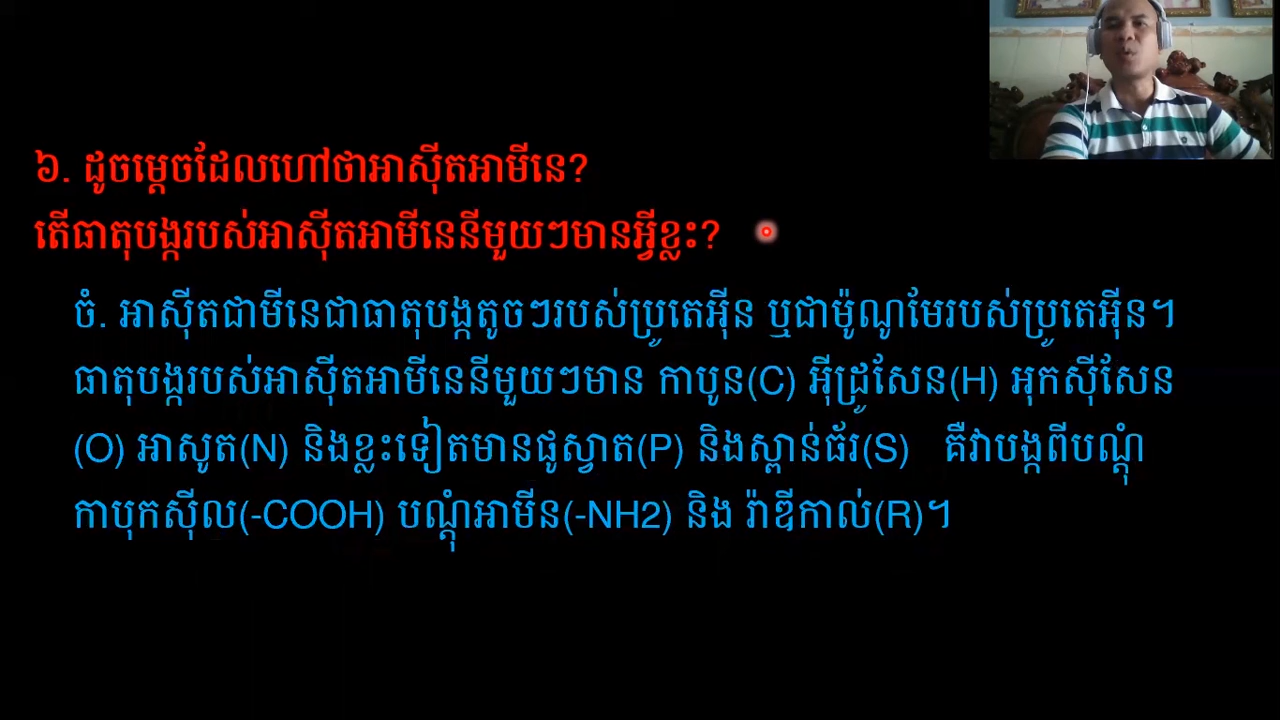 ៦. ដូចម្ដេចដែលហៅថាអាស៊ីតអាមីនេ?
តើធាតុបង្ករបស់អាស៊ីតអាមីនេនីមួយៗមានអ្វីខ្លះ?
ចំ. អាស៊ីតជាមីនេជាធាតុបង្កតូចៗរបស់ប្រូតេអ៊ីន ឬជាម៉ូណូមែរបស់ប្រូតេអ៊ីន។
ធាតុបង្ករបស់អាស៊ីតអាមីនេនីមួយៗមាន កាបូន(C) អ៊ីដ្រូសែន(H) អុកស៊ីសែន
(O) អាសូត(N) និងខ្លះទៀតមានផូស្វាត(P) និងស្ពាន់ធ័រ(S) គឺវាបង្កពីបណ្ដុំ
កាបុកស៊ីល(-COOH) បណ្ដុំអាមីន(-NH2) និង រ៉ាឌីកាល់(R)។